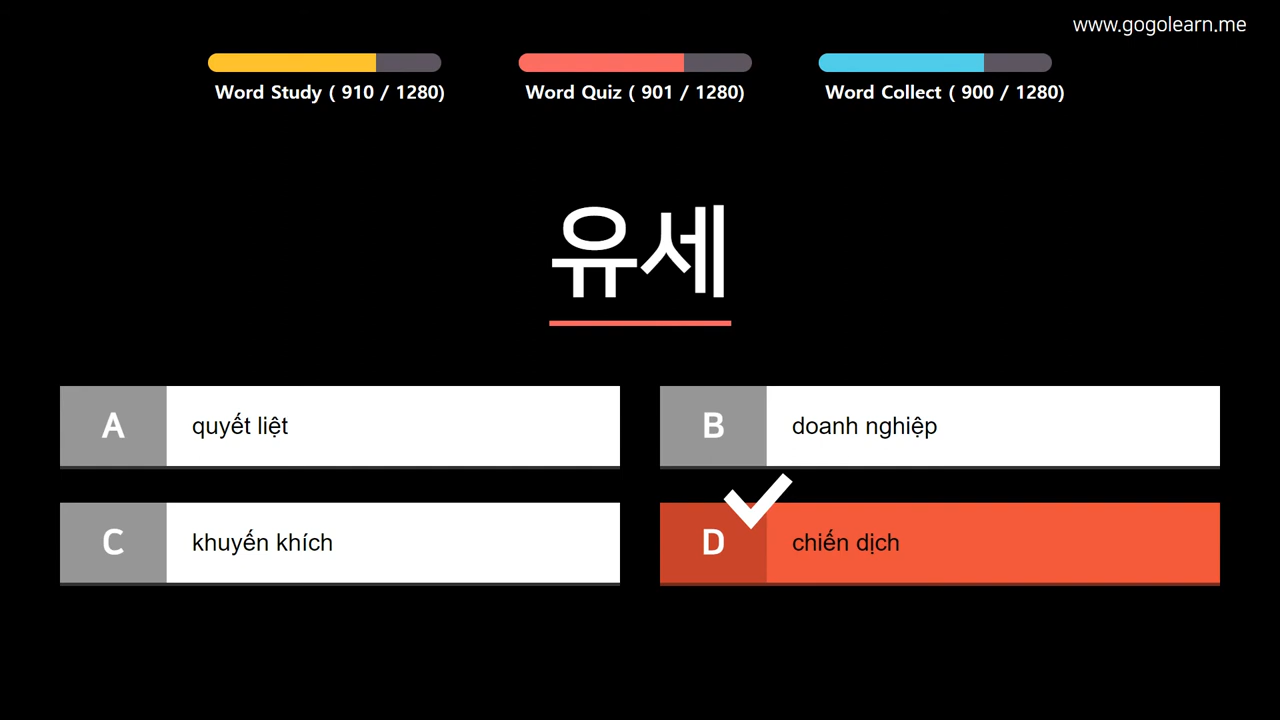 www.gogolearn.me
Word Study ( 910 / 1280)
Word Quiz ( 901 / 1280)
Word Collect ( 900 / 1280)
유세
A quyết liệt
B doanh nghiệp
C khuyến khích
D chiến dịch